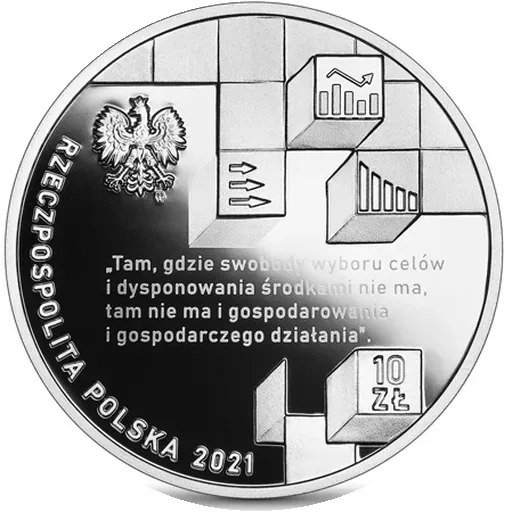 „Tam, gdzie swobody wyboru celów
i dysponowania środkami nie ma,
tam nie ma i gospodarowania
i gospodarczego działania".
10
ZŁ
RZECZPOSPOLITA POLSKA 2021